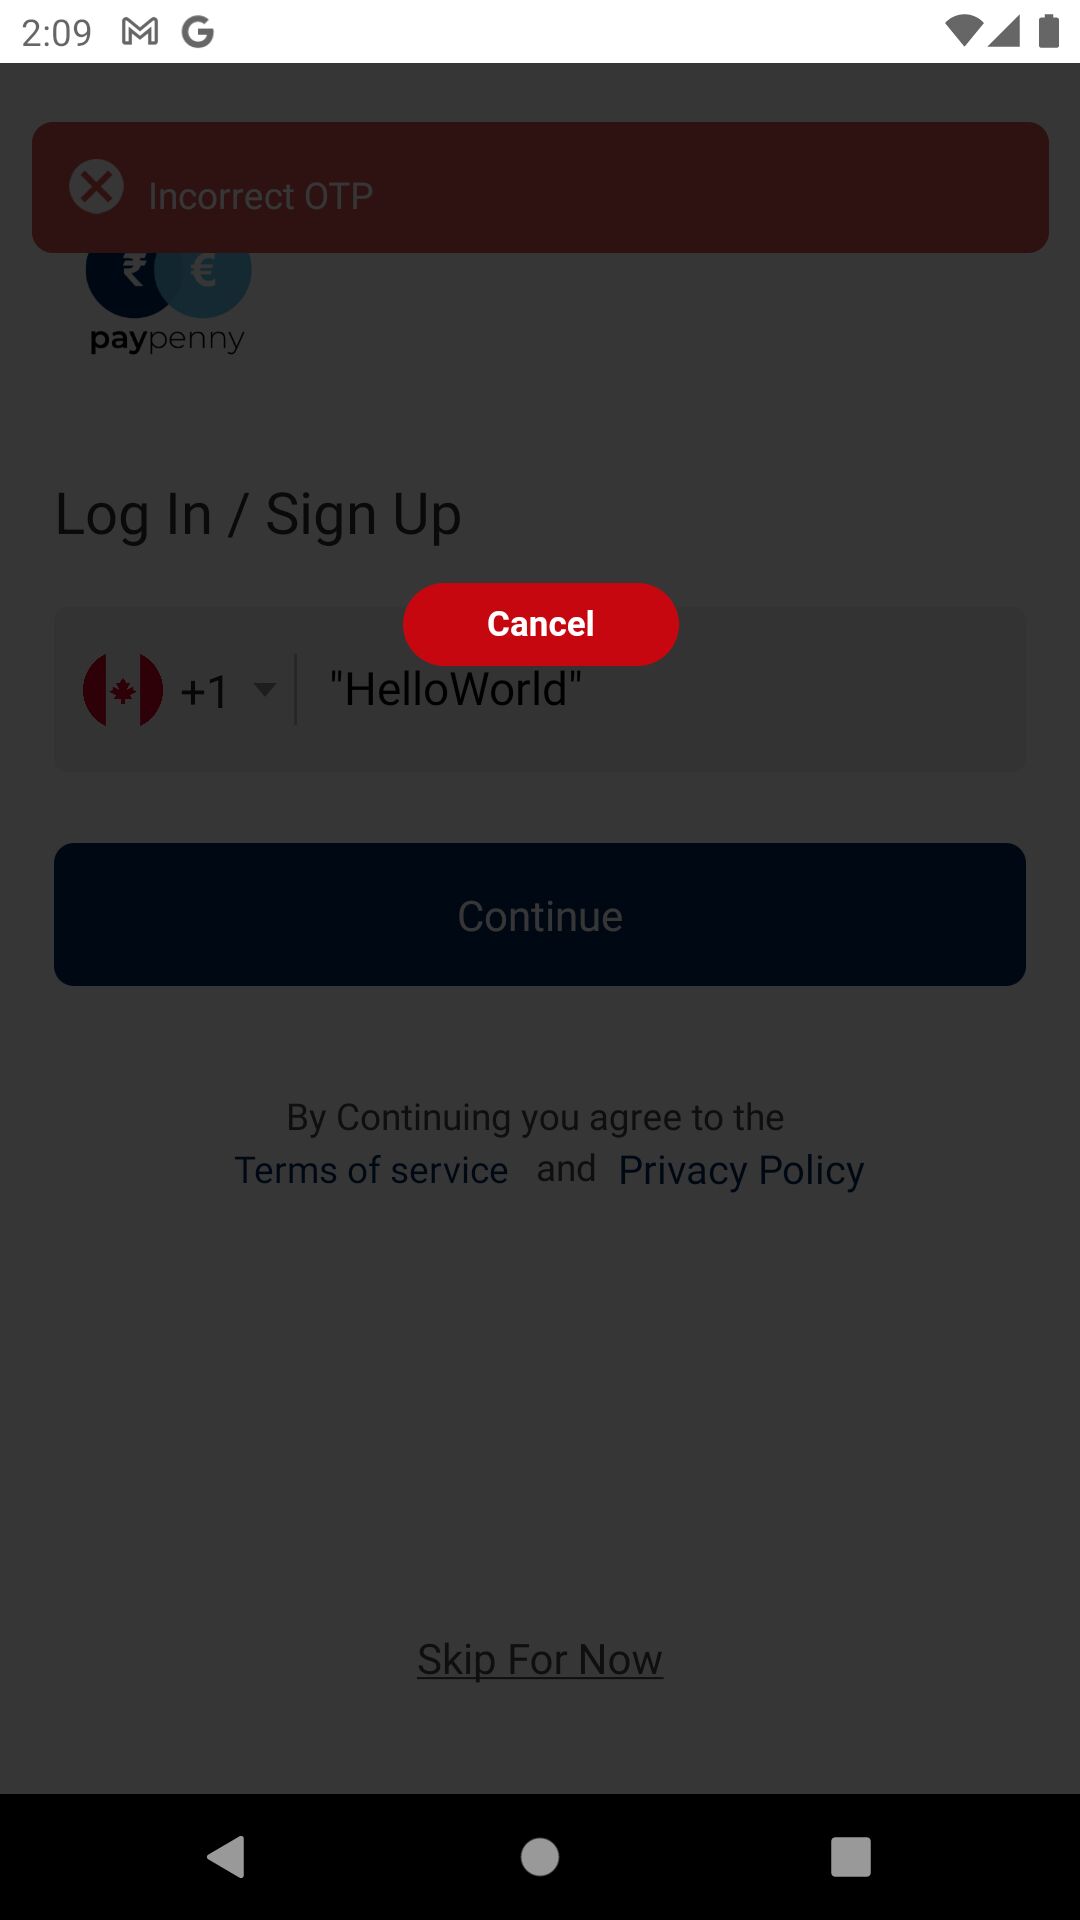 2:09
Incorrect OTP
₹ €
paypenny
Log In / Sign Up
Cancel
+1 "HelloWorld"
Continue
By Continuing you agree to the
Terms of service and Privacy Policy
Skip For Now